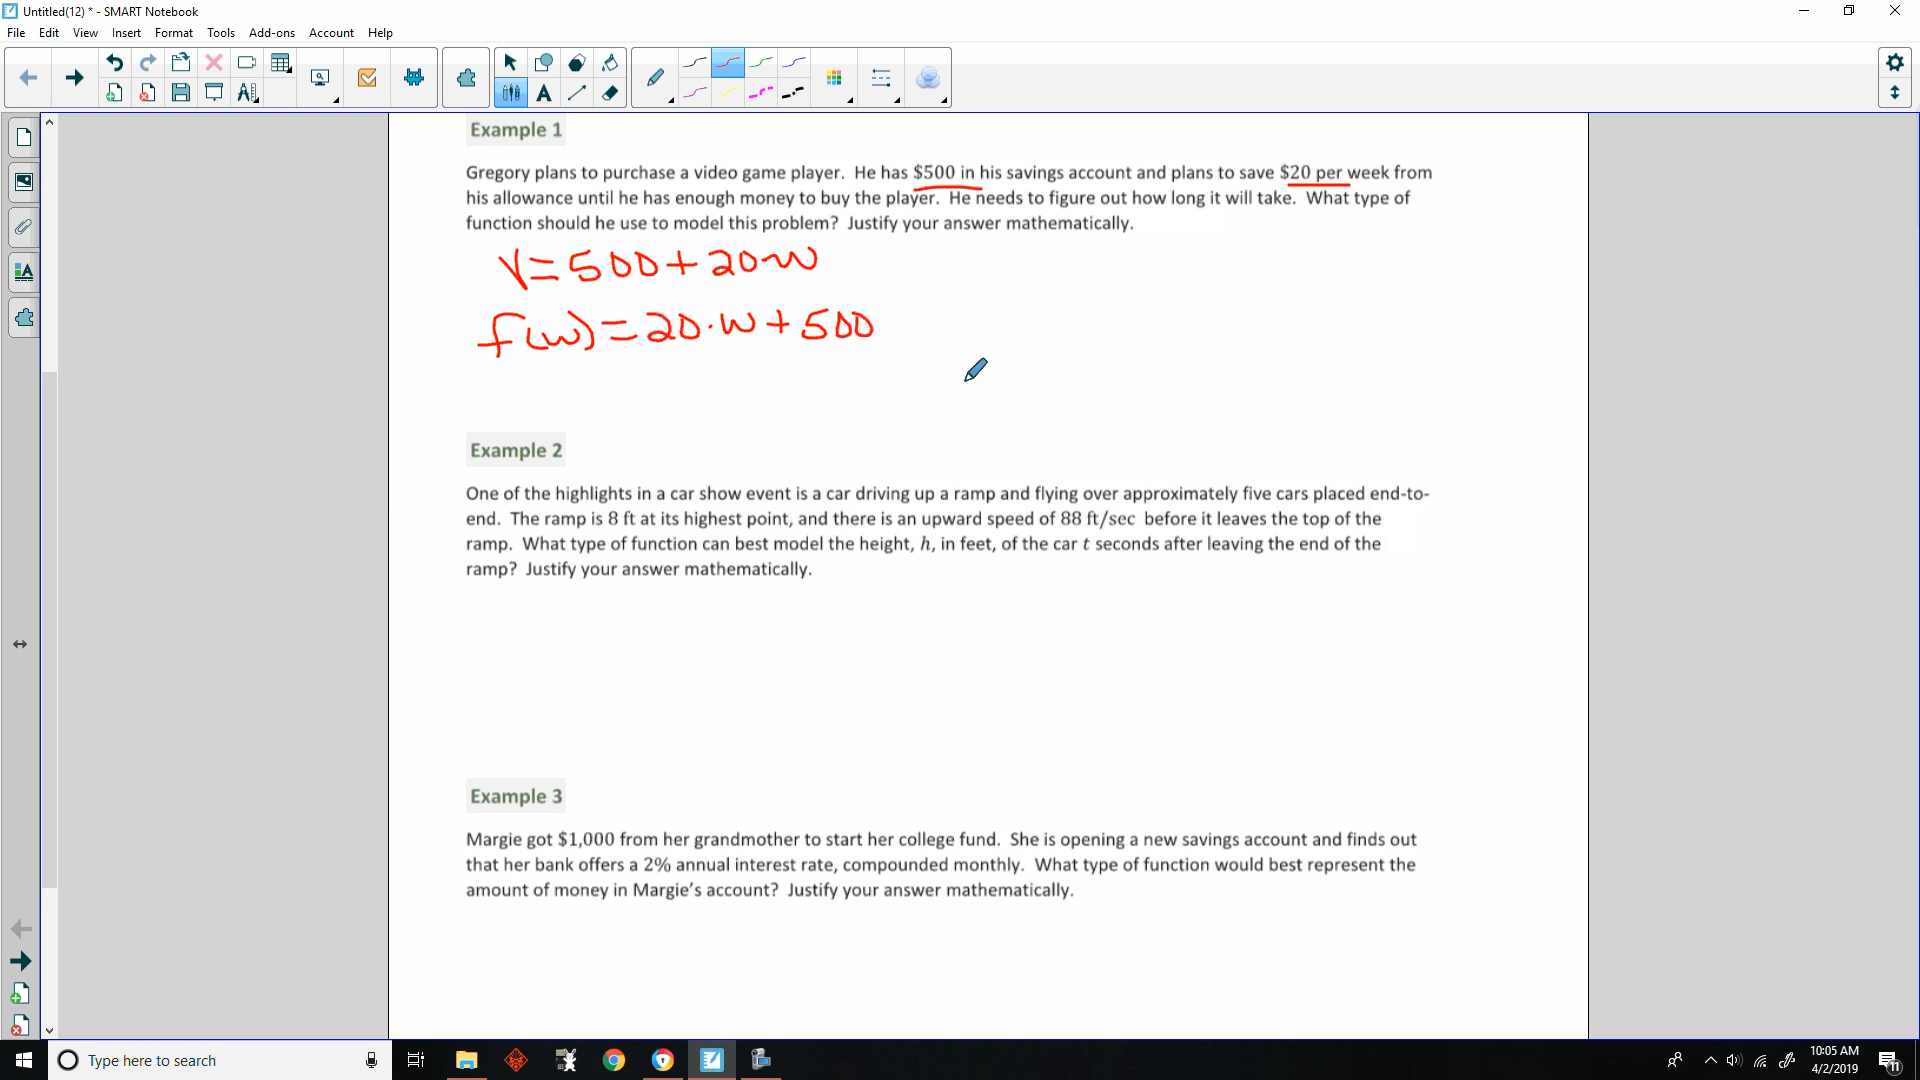 Untitled(12) * - SMART Notebook
File Edit View Insert Format Tools Add-ons Account Help
Example 1
Gregory plans to purchase a video game player. He has $500 in his savings account and plans to save $20 per week from
his allowance until he has enough money to buy the player. He needs to figure out how long it will take. What type of
function should he use to model this problem? Justify your answer mathematically.
V=500+20·w
f(w)=20·w+500
Example 2
One of the highlights in a car show event is a car driving up a ramp and flying over approximately five cars placed end-to-
end. The ramp is 8 ft at its highest point, and there is an upward speed of 88 ft/sec before it leaves the top of the
ramp. What type of function can best model the height, h, in feet, of the car t seconds after leaving the end of the
ramp? Justify your answer mathematically.
Example 3
Margie got $1,000 from her grandmother to start her college fund. She is opening a new savings account and finds out
that her bank offers a 2% annual interest rate, compounded monthly. What type of function would best represent the
amount of money in Margie's account? Justify your answer mathematically.
Type here to search
10:05 AM
4/2/2019
11